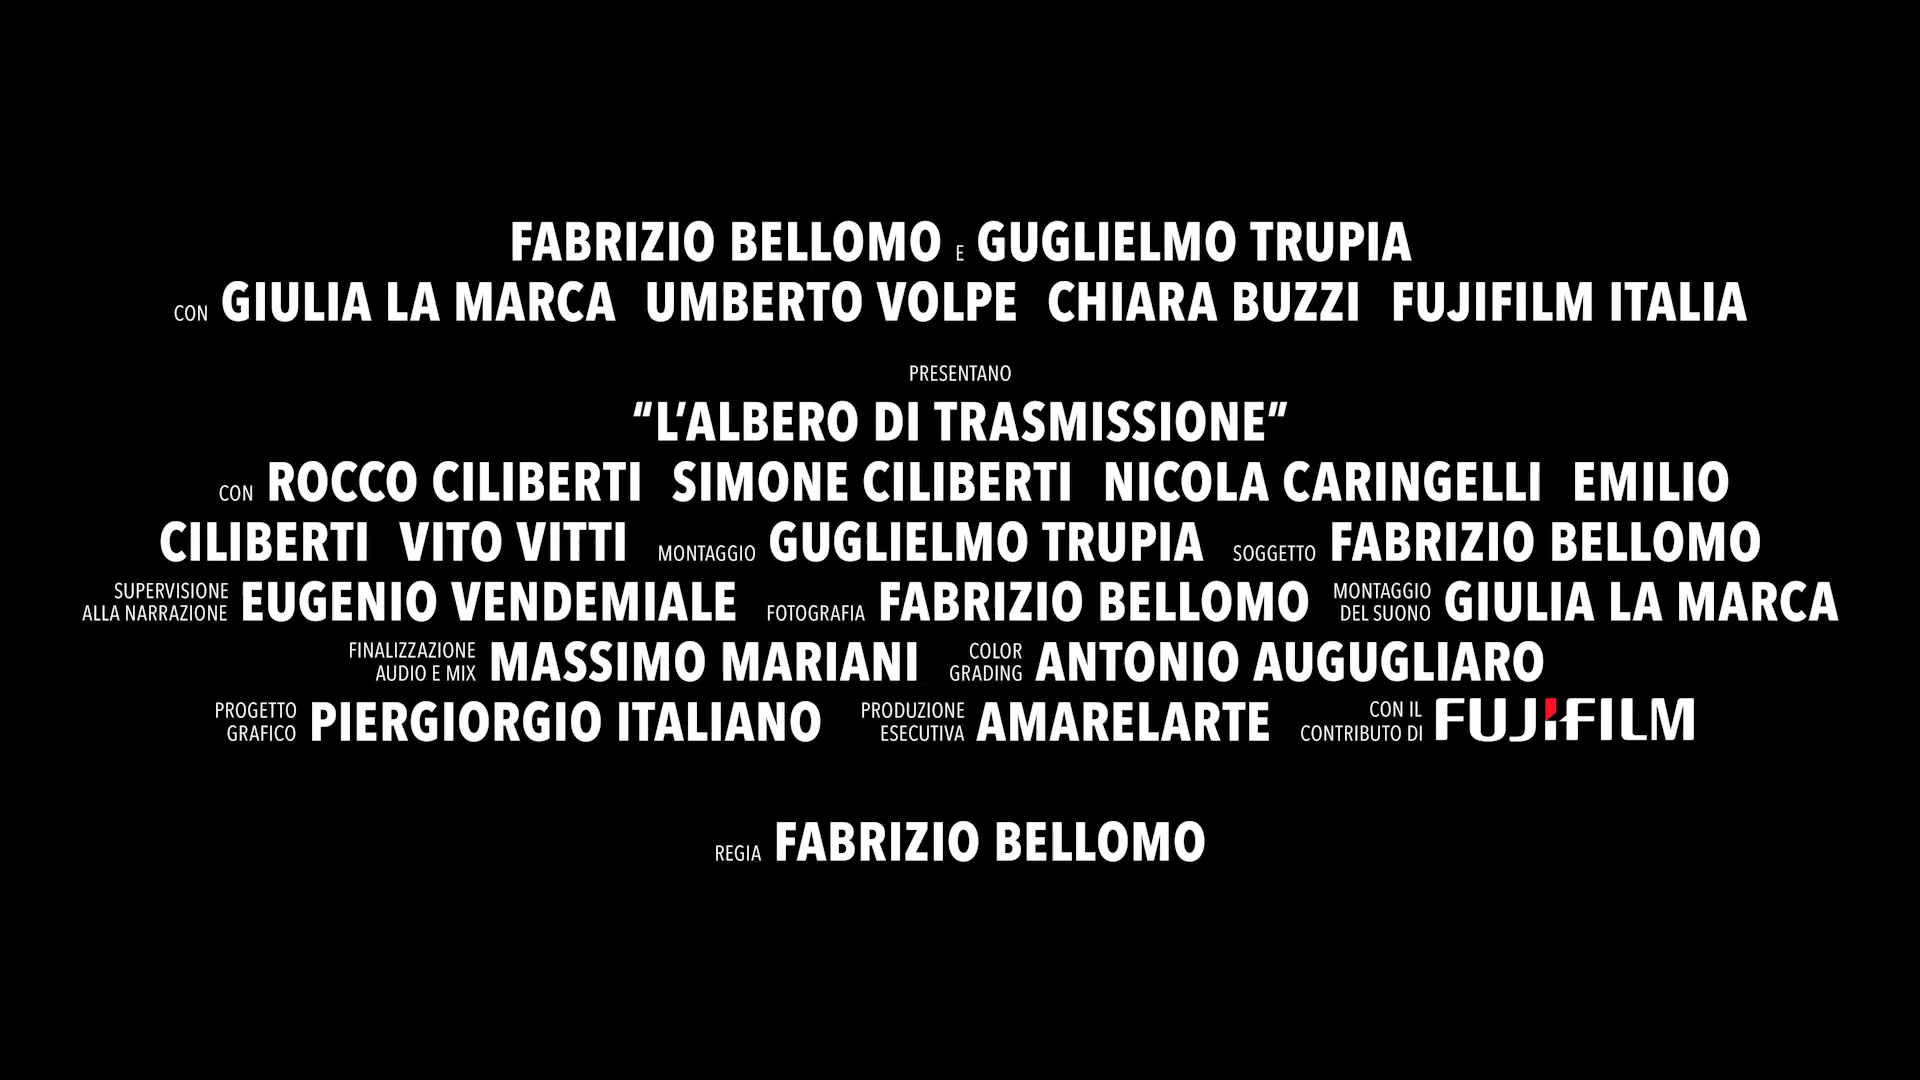 FABRIZIO BELLOMO E GUGLIELMO TRUPIA
CON GIULIA LA MARCA UMBERTO VOLPE CHIARA BUZZI FUJIFILM ITALIA
PRESENTANO
"L'ALBERO DI TRASMISSIONE"
CON ROCCO CILIBERTI SIMONE CILIBERTI NICOLA CARINGELLI EMILIO
CILIBERTI VITO VITTI MONTAGGIO GUGLIELMO TRUPIA SOGGETTO FABRIZIO BELLOMO
SUPERVISIONE ALLA NARRAZIONE EUGENIO VENDEMIALE FOTOGRAFIA FABRIZIO BELLOMO MONTAGGIO DEL SUONO GIULIA LA MARCA
FINALIZZAZIONE AUDIO E MIX MASSIMO MARIANI COLOR GRADING ANTONIO AUGUGLIARO
PROGETTO GRAFICO PIERGIORGIO ITALIANO PRODUZIONE ESECUTIVA AMARELARTE CON IL CONTRIBUTO DI FUJIFILM
REGIA FABRIZIO BELLOMO